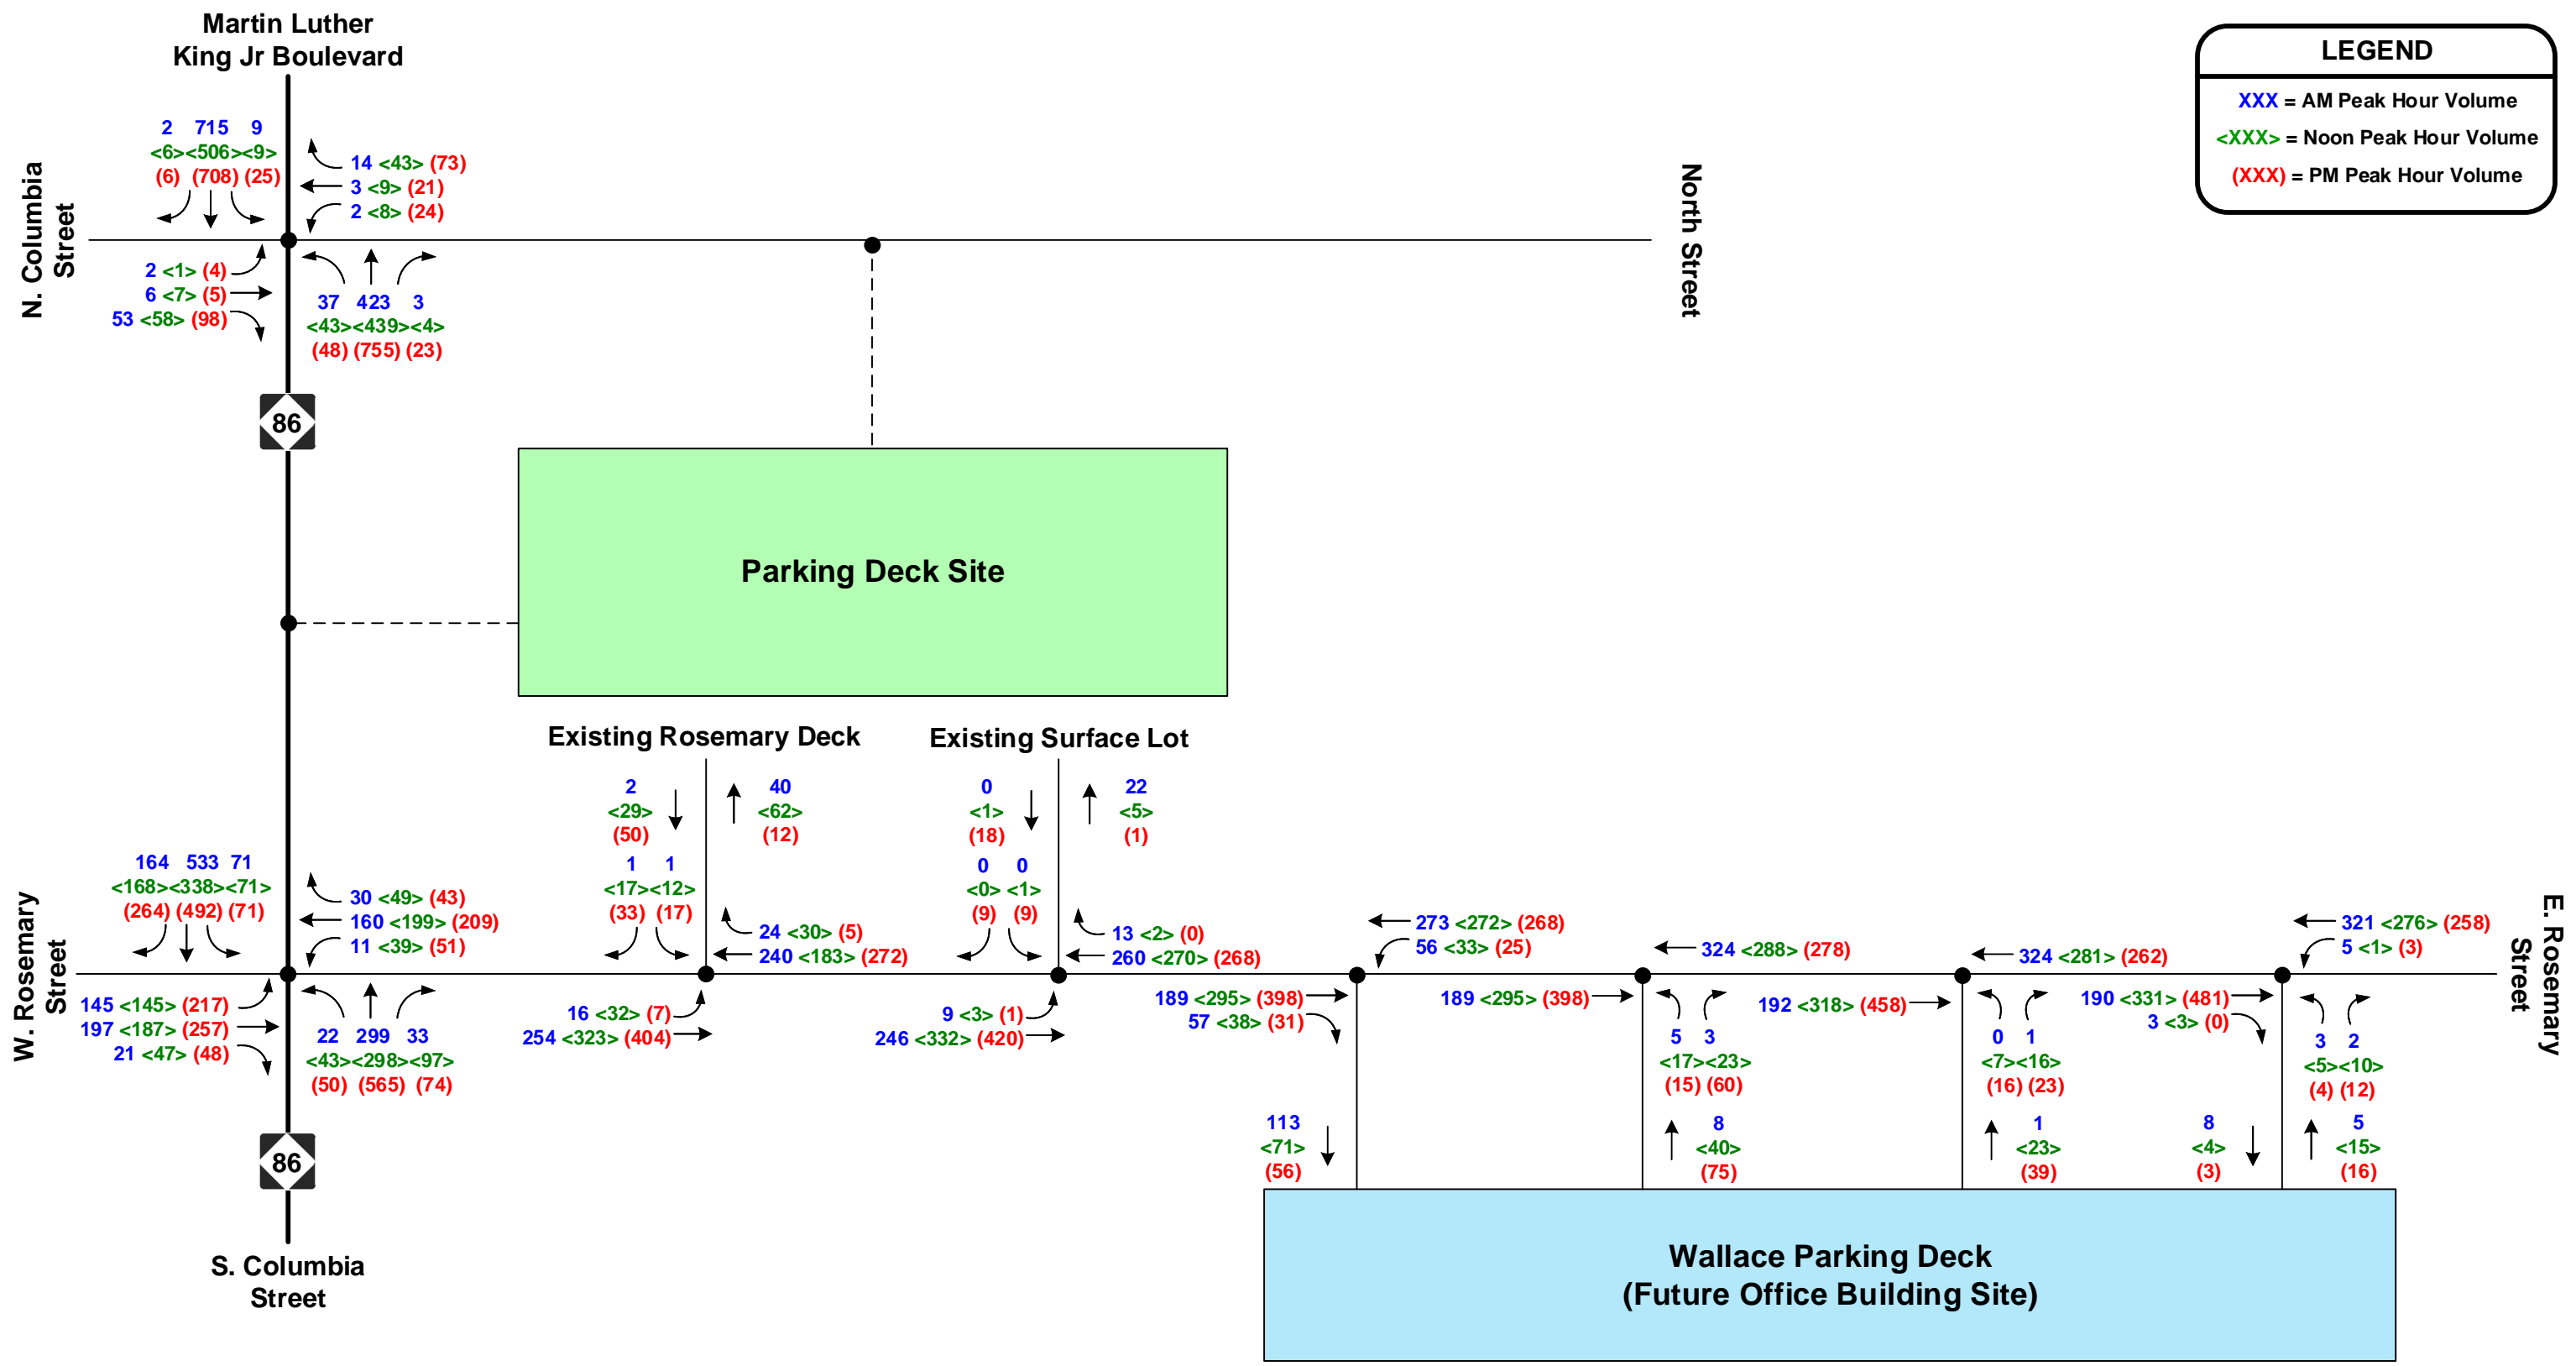 Martin Luther
King Jr Boulevard
LEGEND
XXX = AM Peak Hour Volume
<XXX> = Noon Peak Hour Volume
(XXX) = PM Peak Hour Volume
2 715 9
<6><506><9>
(6) (708) (25)
14 <43> (73)
3 <9> (21)
2 <8> (24)
N. Columbia
Street
North Street
2 <1> (4)
6 <7> (5)
53 <58> (98)
37 423 3
<43><439><4>
(48) (755) (23)
86
Parking Deck Site
Existing Rosemary Deck
Existing Surface Lot
2
<29>
(50)
40
<62>
(12)
0
<1>
(18)
22
<5>
(1)
164 533 71
<168><338><71>
(264) (492) (71)
30 <49> (43)
160 <199> (209)
11 <39> (51)
1 1
<17><12>
(33) (17)
24 <30> (5)
240 <183> (272)
0 0
<0> <1>
(9) (9)
13 <2> (0)
260 <270> (268)
273 <272> (268)
56 <33> (25)
324 <288> (278)
324 <281> (262)
321 <276> (258)
5 <1> (3)
W. Rosemary
Street
E. Rosemary
Street
145 <145> (217)
197 <187> (257)
21 <47> (48)
22 299 33
<43><298><97>
(50) (565) (74)
16 <32> (7)
254 <323> (404)
9 <3> (1)
246 <332> (420)
189 <295> (398)
57 <38> (31)
189 <295> (398)
5 3
<17><23>
(15) (60)
192 <318> (458)
0 1
<7><16>
(16) (23)
190 <331> (481)
3 <3> (0)
3 2
<5><10>
(4) (12)
113
<71>
(56)
8
<40>
(75)
1
<23>
(39)
8
<4>
(3)
5
<15>
(16)
86
S. Columbia
Street
Wallace Parking Deck
(Future Office Building Site)